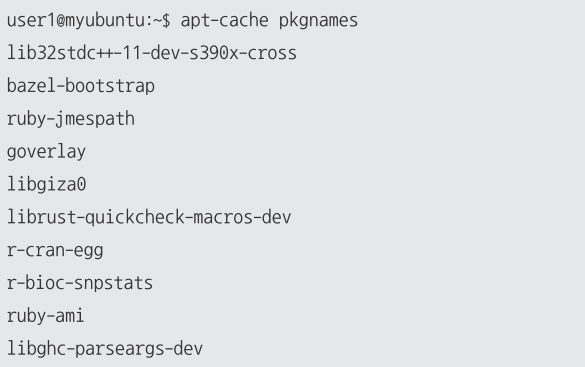 user1@myubuntu:~$ apt-cache pkgnames
lib32stdc++-11-dev-s390x-cross
bazel-bootstrap
ruby-jmespath
goverlay
libgiza0
librust-quickcheck-macros-dev
r-cran-egg
r-bioc-snpstats
ruby-ami
libghc-parseargs-dev